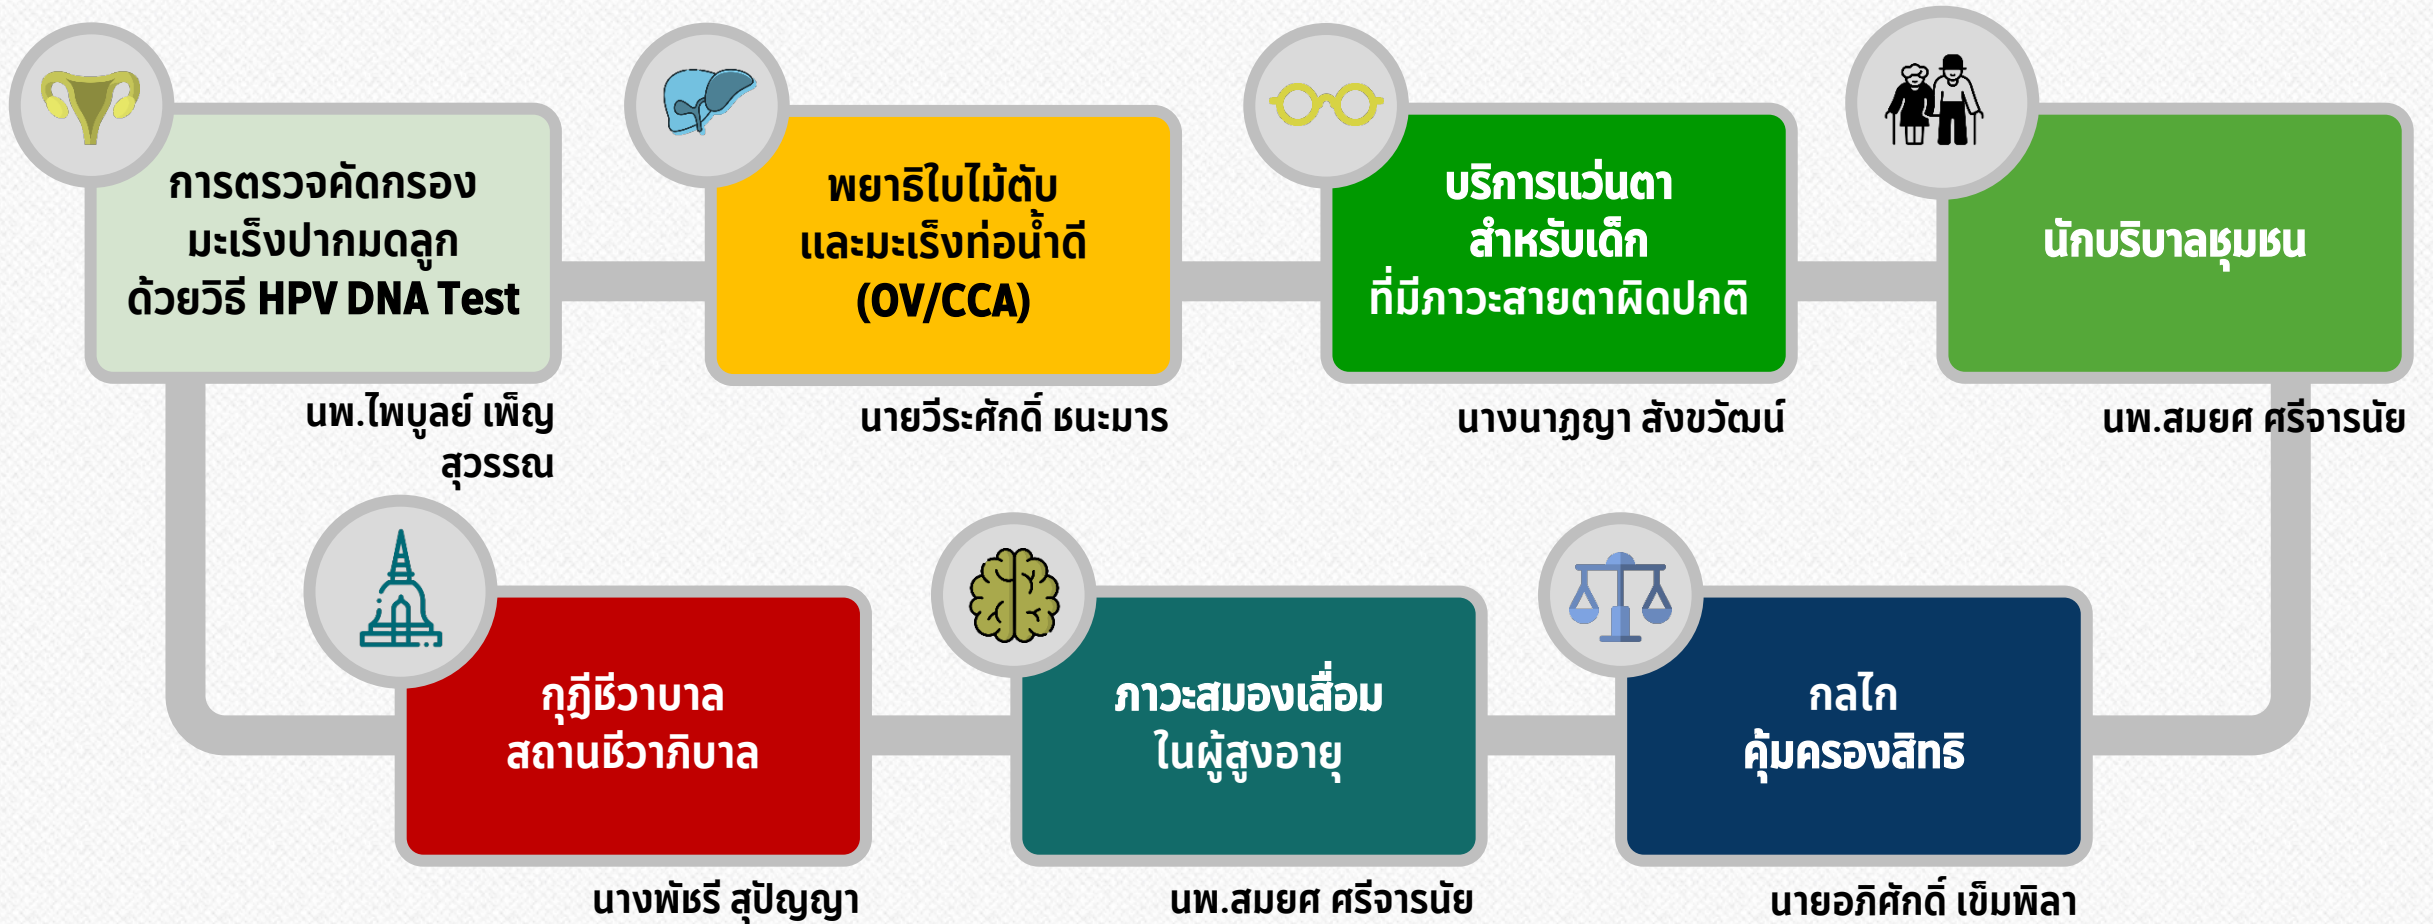 การตรวจคัดกรอง
มะเร็งปากมดลูก
ด้วยวิธี HPV DNA Test
นพ.ไพบูลย์ เพ็ญ
สุวรรณ
พยาธิใบไม้ตับ
และมะเร็งท่อน้ำดี
(OV/CCA)
นายวีระศักดิ์ ชนะมาร
บริการแว่นตา
สำหรับเด็ก
ที่มีภาวะสายตาผิดปกติ
นางนาฏญา สังขวัฒน์
นักบริบาลชุมชน
นพ.สมยศ ศรีจารนัย
กุฏีชีวาบาล
สถานชีวาภิบาล
นางพัชรี สุปัญญา
ภาวะสมองเสื่อม
ในผู้สูงอายุ
นพ.สมยศ ศรีจารนัย
กลไก
คุ้มครองสิทธิ
นายอภิศักดิ์ เข็มพิลา